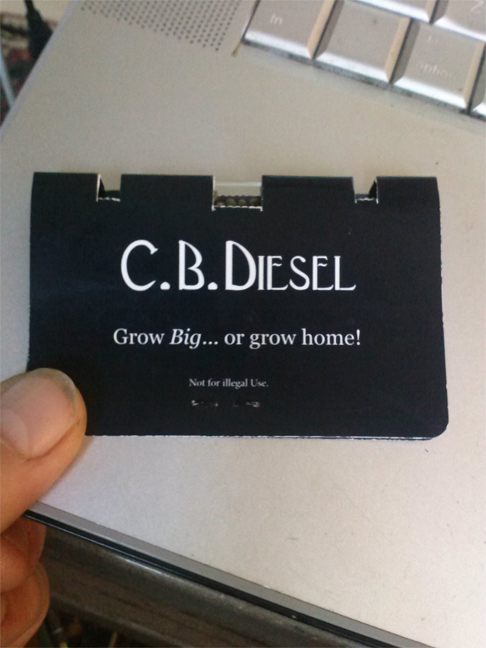 C.B.DIESEL
Grow Big... or grow home!
Not for illegal Use.